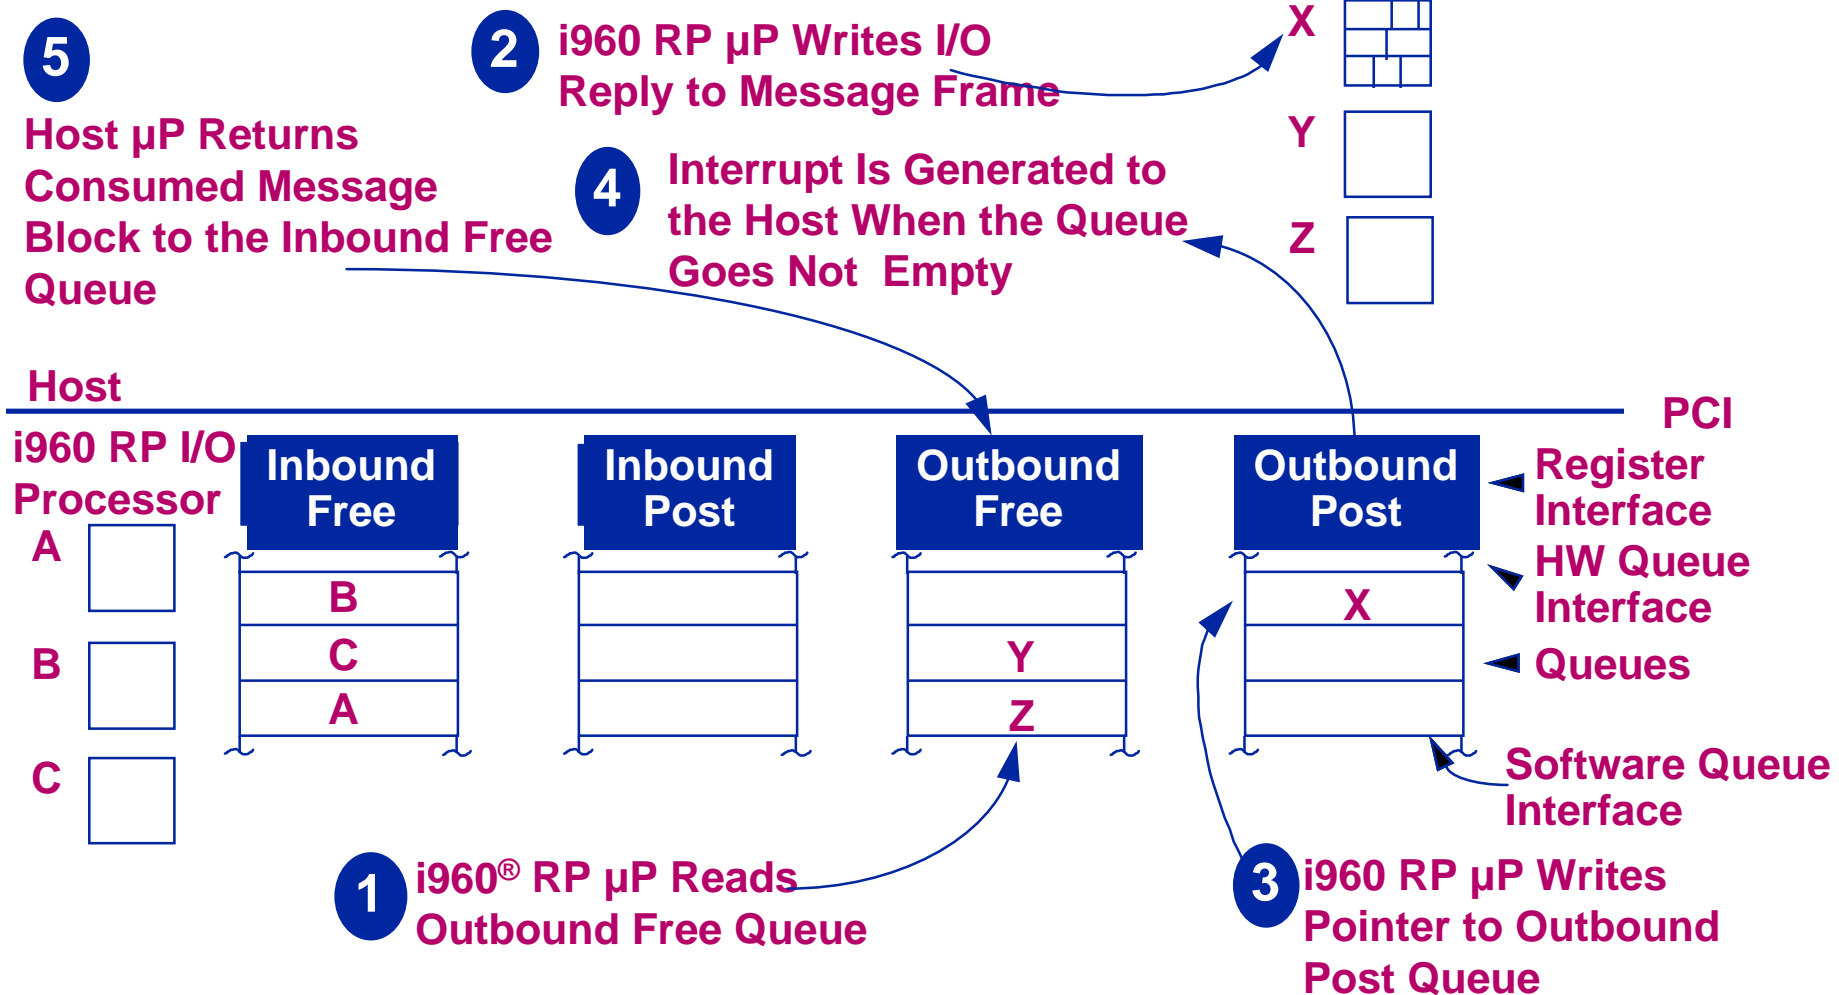 5
Host µP Returns
Consumed Message
Block to the Inbound Free
Queue
2
i960 RP µP Writes I/O
Reply to Message Frame
4
Interrupt Is Generated to
the Host When the Queue
Goes Not Empty
X
Y
Z
Host
PCI
i960 RP I/O
Processor
A
B
C
Inbound
Free
B
C
A
Inbound
Post
Outbound
Free
Y
Z
Outbound
Post
X
Register
Interface
HW Queue
Interface
Queues
Software Queue
Interface
1
i960® RP µP Reads
Outbound Free Queue
3
i960 RP µP Writes
Pointer to Outbound
Post Queue